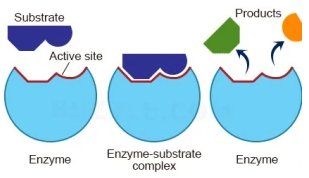 Substrate
Products
Active site
Enzyme
Enzyme-substrate
complex
Enzyme